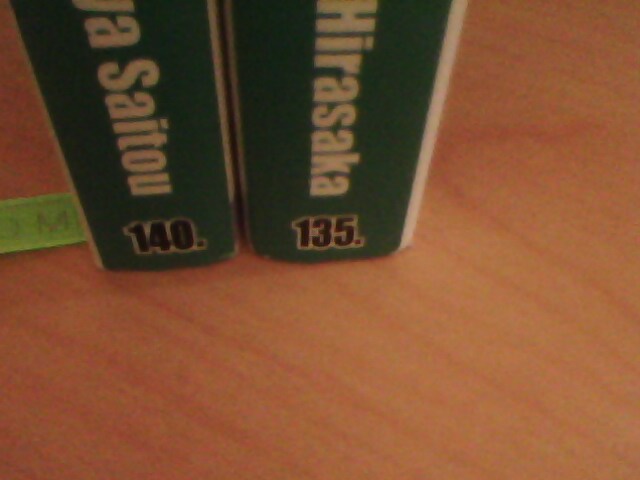 ya Saitou
140.
Hirasaka
135.
M